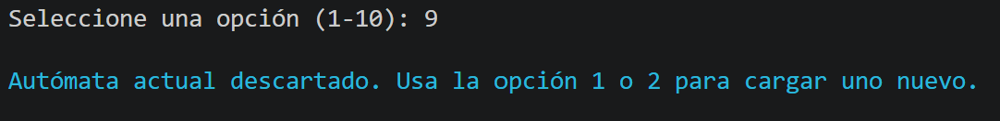 Seleccione una opción (1-10): 9
Autómata actual descartado. Usa la opción 1 o 2 para cargar uno nuevo.